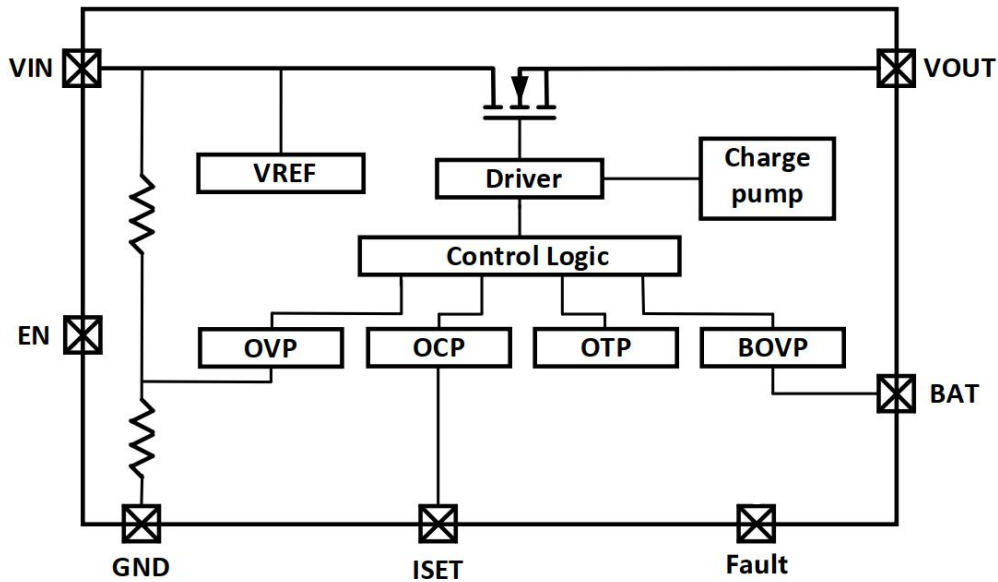 VIN
VOUT
VREF
Driver
Charge
pump
Control Logic
EN
OVP
OCP
OTP
BOVP
BAT
GND
ISET
Fault